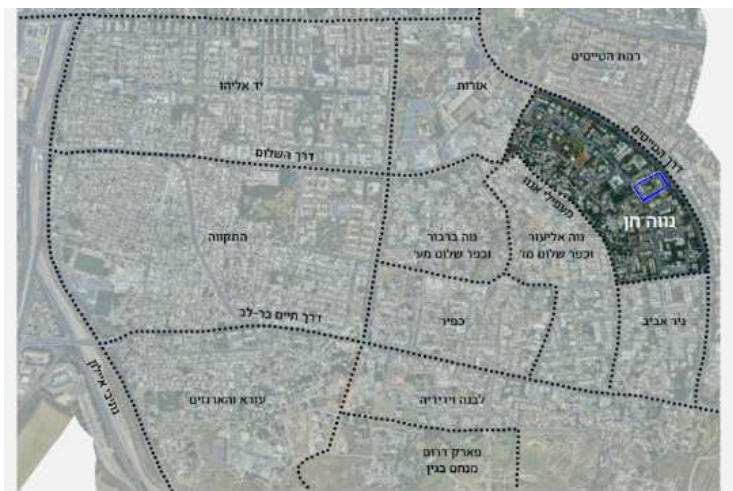 רמת הטייסים
יד אליהו
אורות
דרך הטייסים
דרך השלום
מעפילי אגוז
נווה חן
התקווה
נוה ברבור
וכפר שלום מע'
נוה אליעזר
וכפר שלום מז'
דרך חיים בר-לב
כפיר
ניר אביב
נתיבי איילון
עזרא והארגזים
לבנה וידידיה
פארק דרום
מנחם בגין